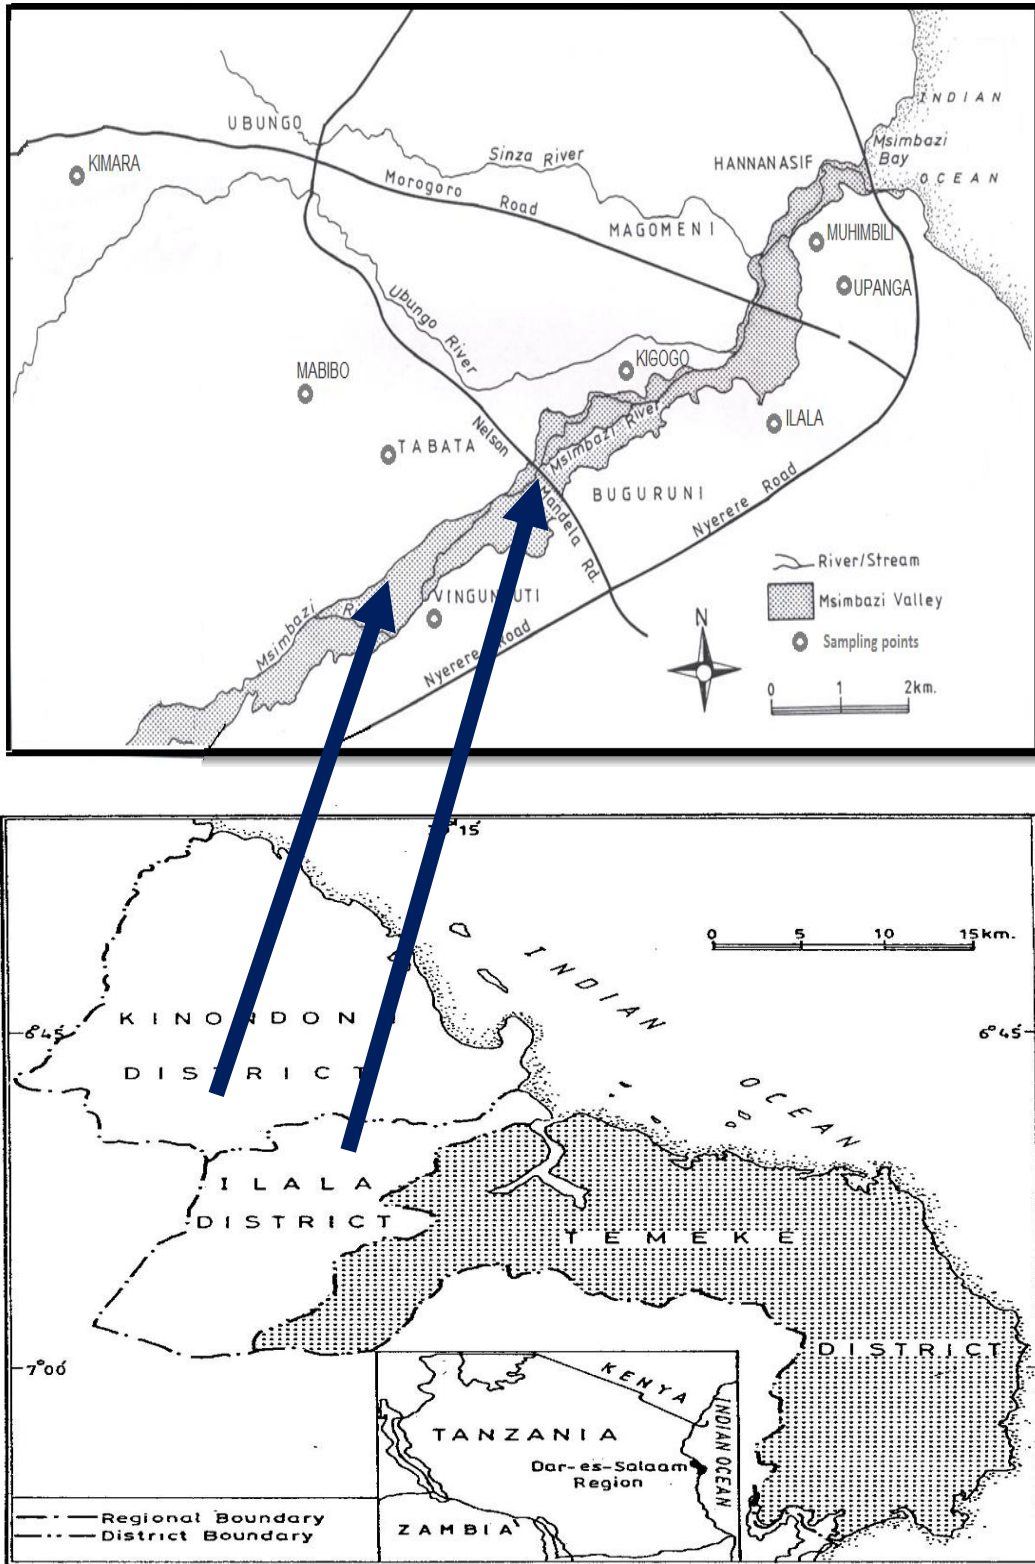 INDIAN
UBUNGO
Msimbazi
Bay
KIMARA
Sinza River
HANNANASIF
OCEAN
Morogoro
Road
MAGOMENI
MUHIMBILI
UPANGA
Ubungo
River
KIGOGO
MABIBO
ILALA
Nelson
TABATA
Msimbazi River
BUGURUNI
Mandela
Rd.
Nyerere Road
River/Stream
Msimbazi Valley
Sampling points
Msimbazi
VINGUNGUTI
Nyerere Road
N
0 1 2km.
15'
0 5 10 15km.
INDIAN
OCEAN
KINONDONI
DISTRICT
6°45'
6°45'
ILALA
DISTRICT
TEMEKE
DISTRICT
7°00'
KENYA
TANZANIA
INDIAN OCEAN
Dar-es-Salaam
Region
ZAMBIA
Regional Boundary
District Boundary